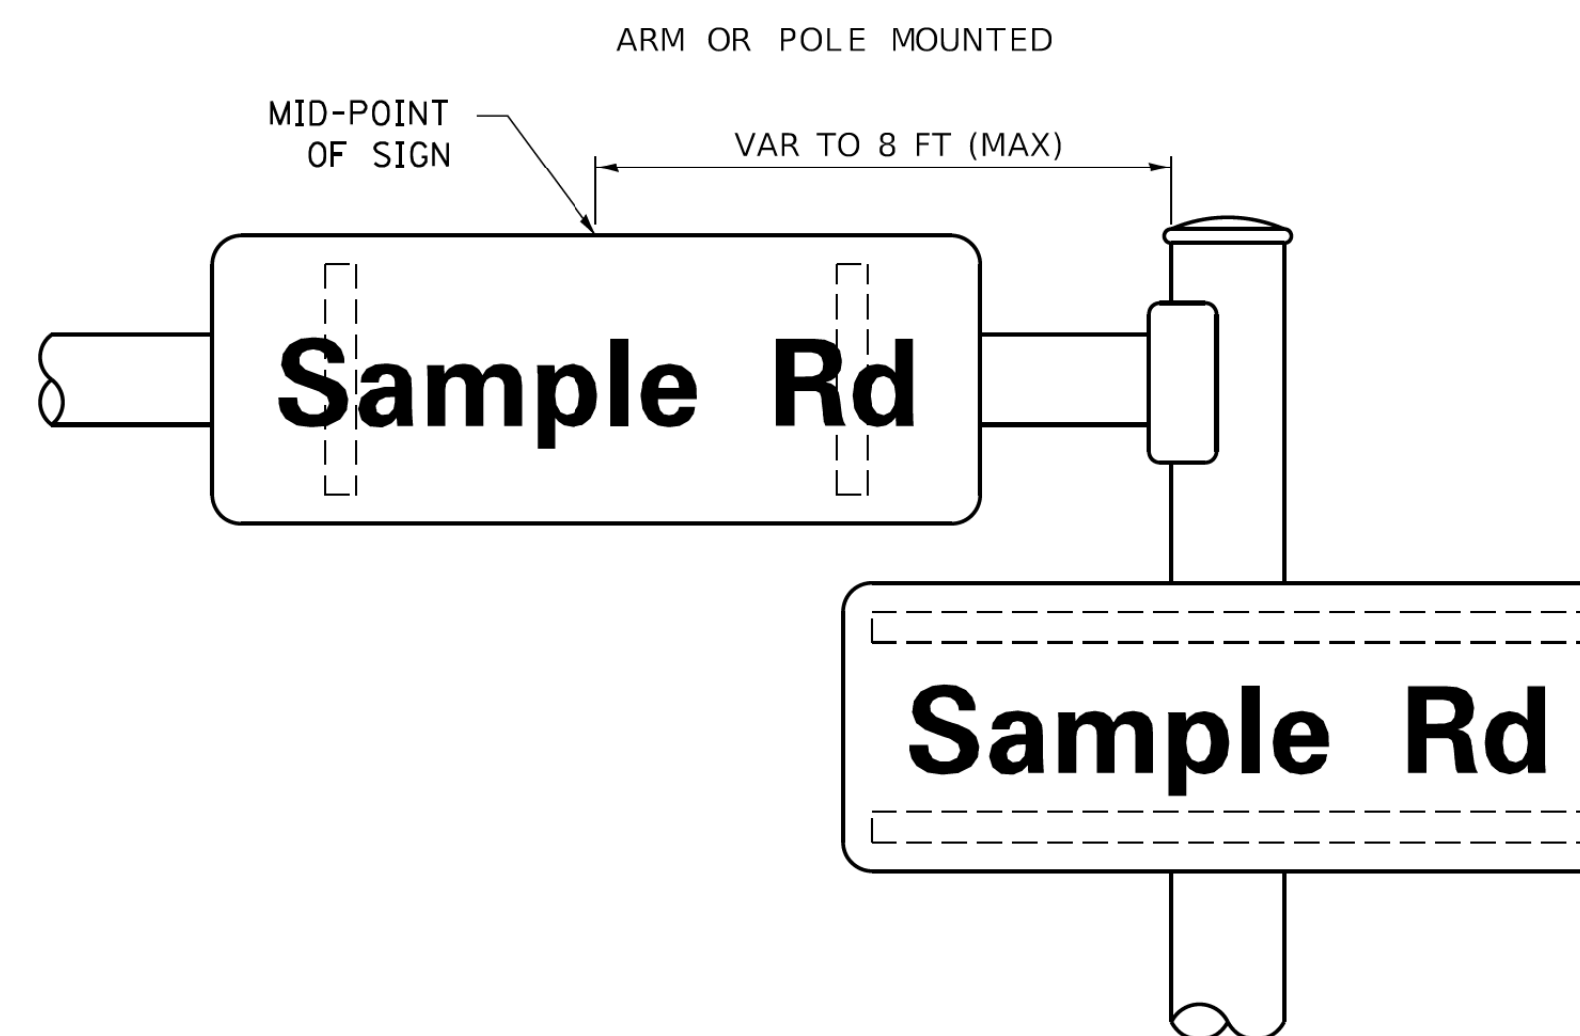 ARM OR POLE MOUNTED
MID-POINT
OF SIGN
VAR TO 8 FT (MAX)
Sample Rd
Sample Rd